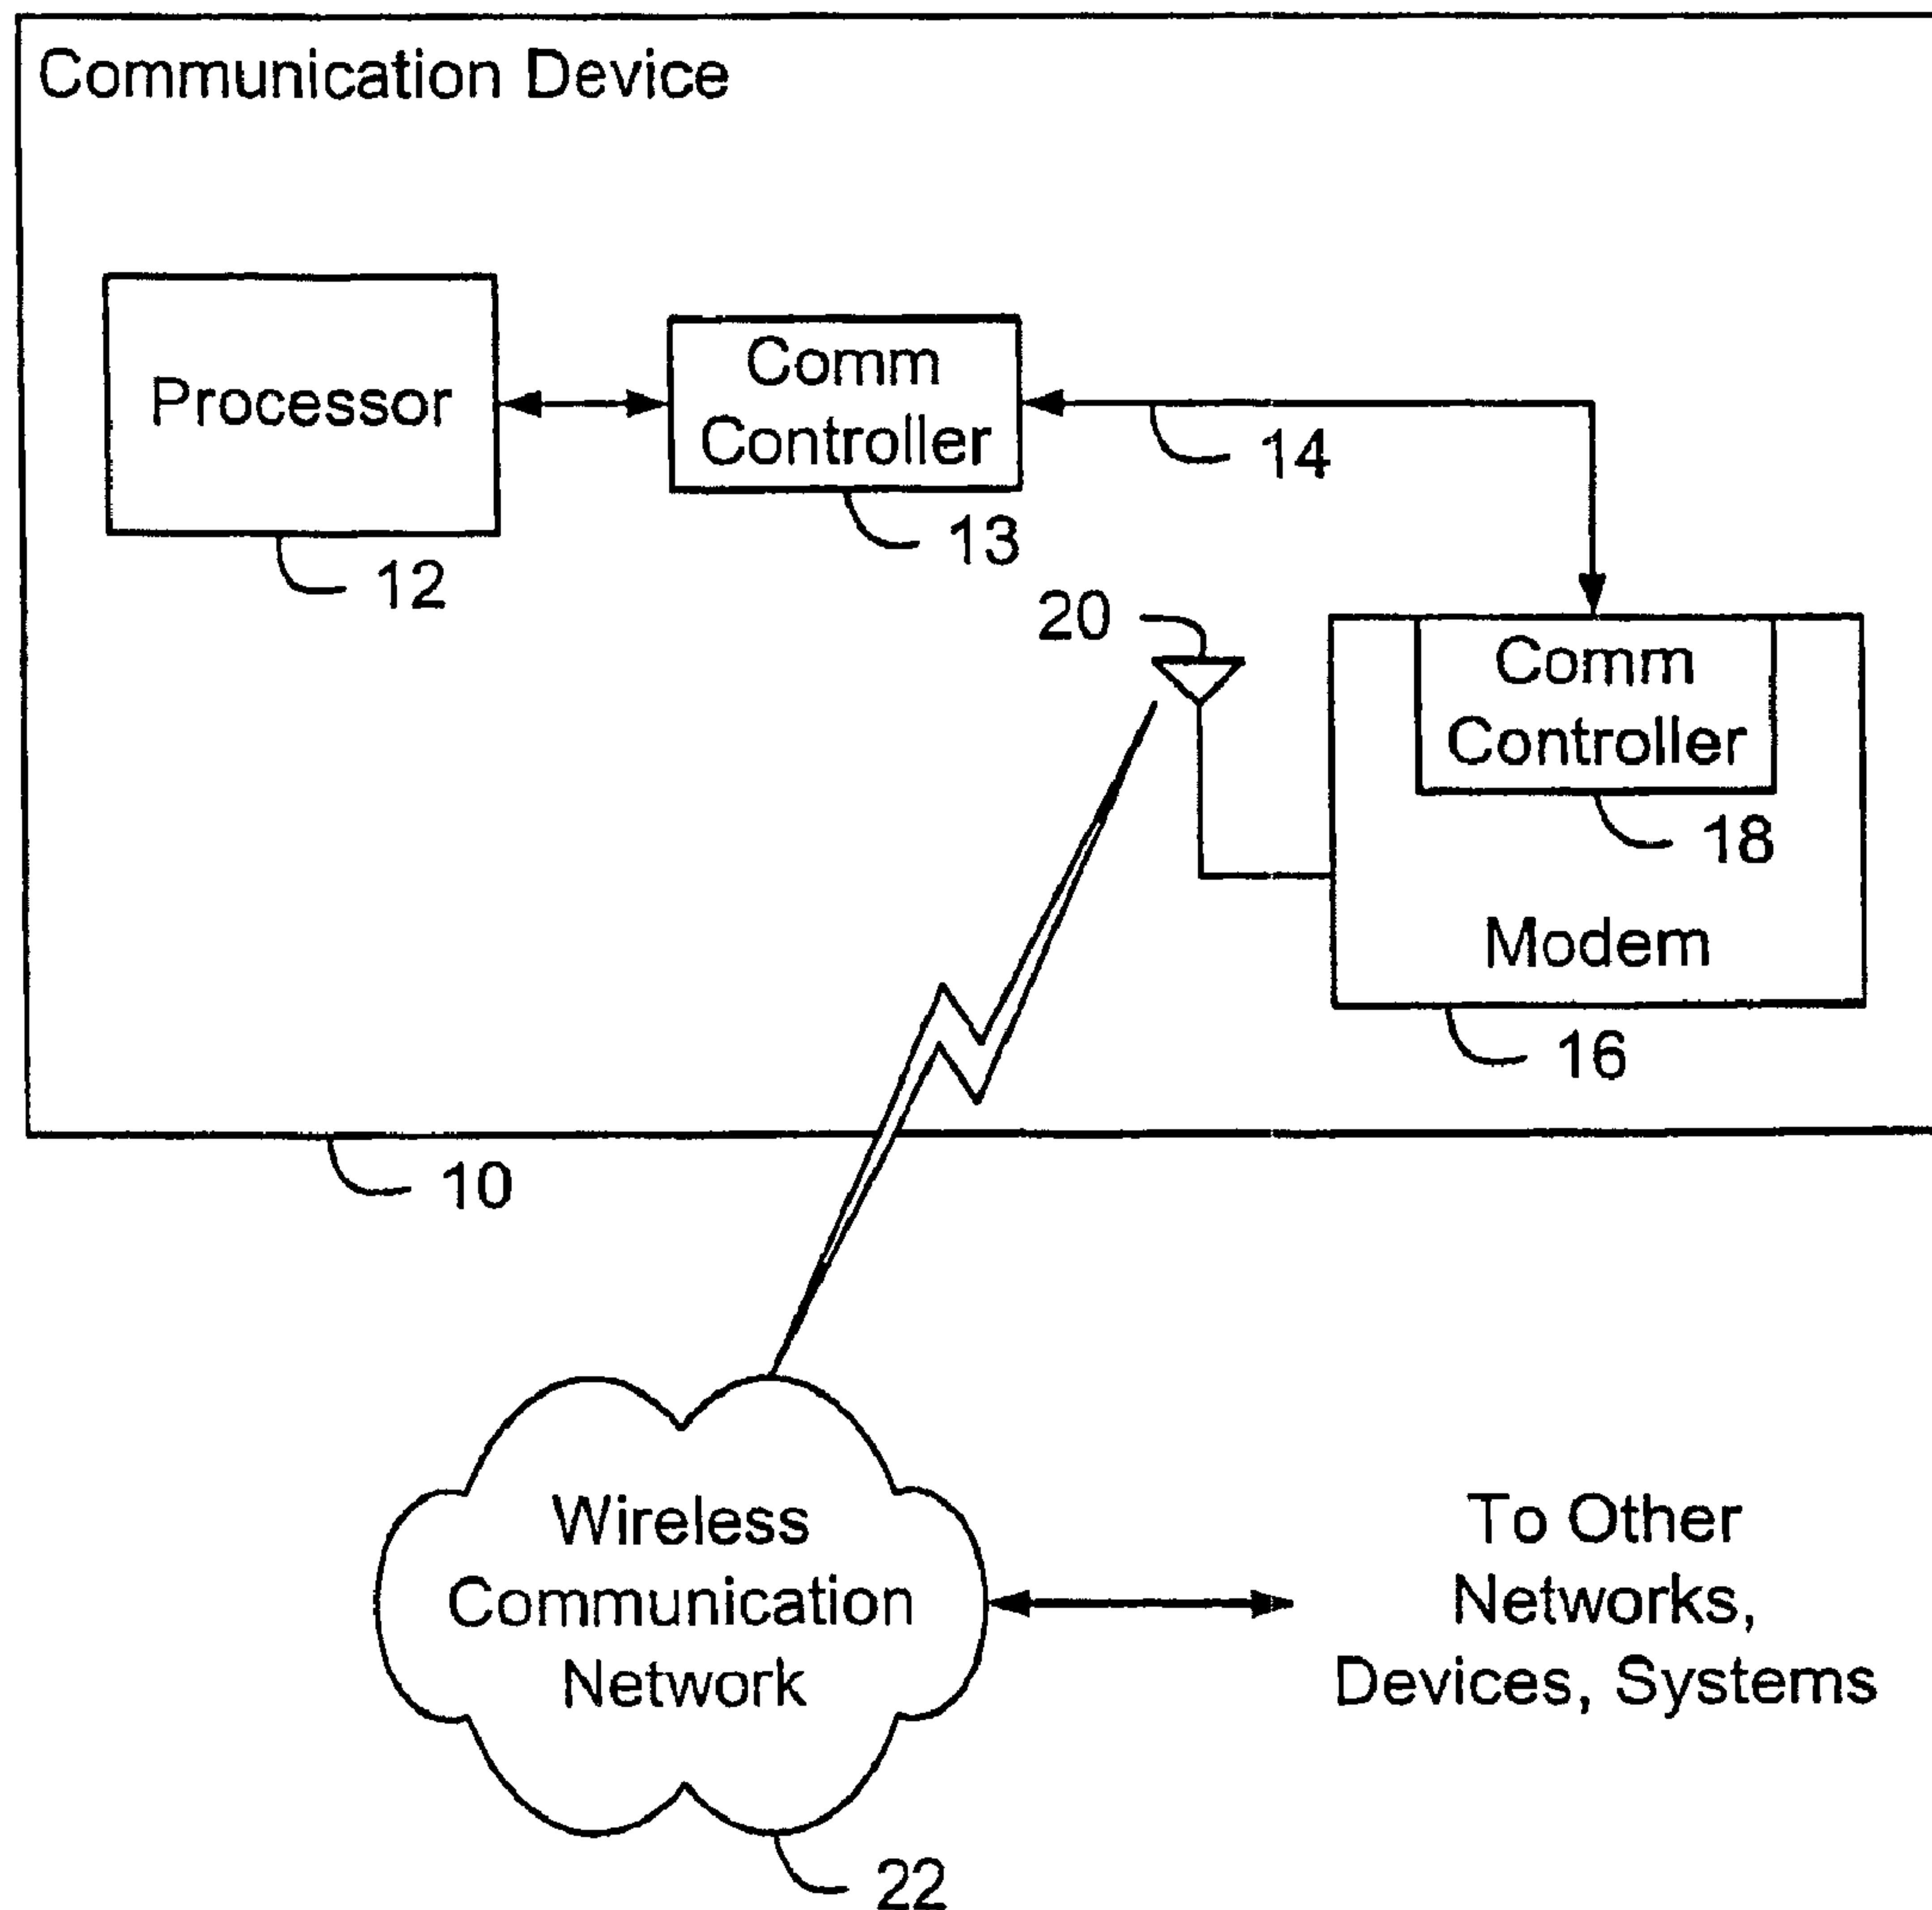 Communication Device
Processor
12
Comm
Controller
13
14
20
Comm
Controller
18
Modem
16
10
Wireless
Communication
Network
22
To Other
Networks,
Devices, Systems